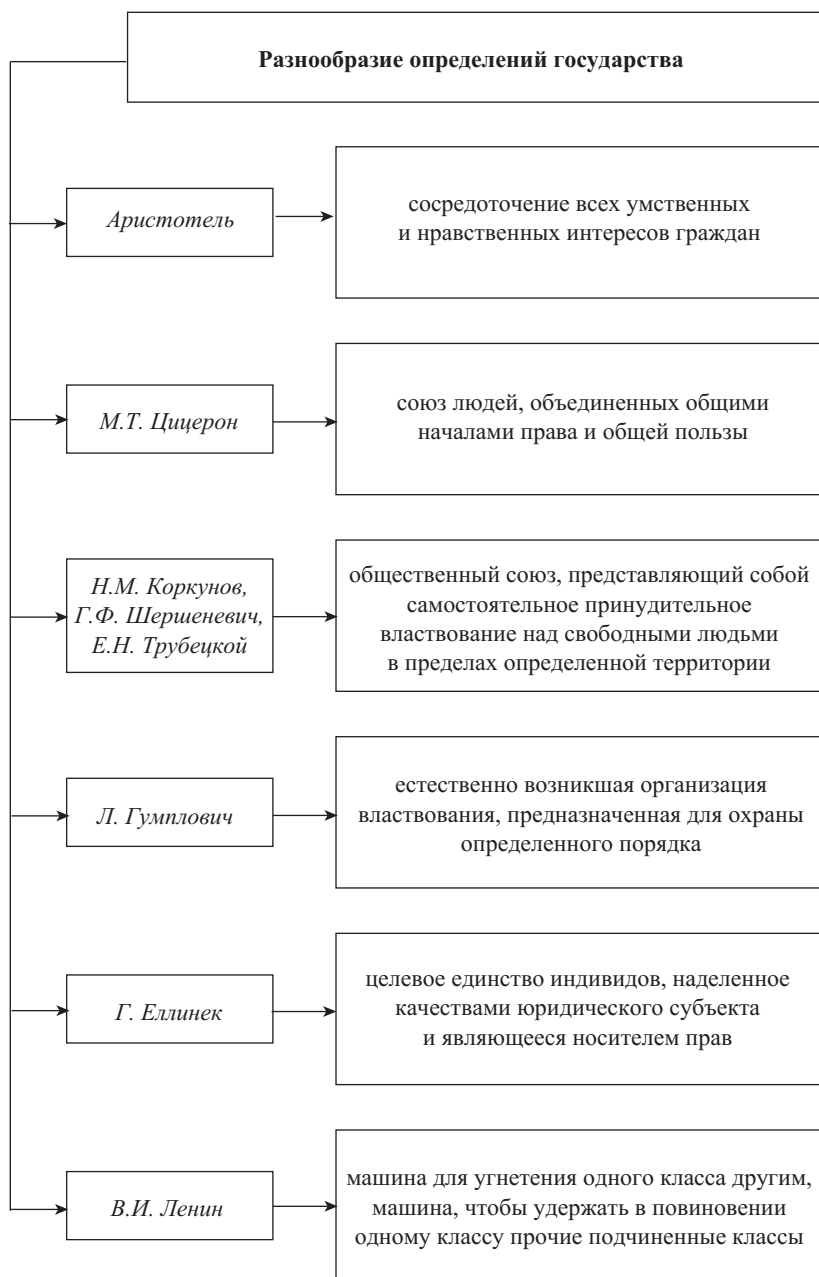 Разнообразие определений государства
Аристотель
сосредоточение всех умственных
и нравственных интересов граждан
М.Т. Цицерон
союз людей, объединенных общими
началами права и общей пользы
Н.М. Коркунов,
Г.Ф. Шершеневич,
Е.Н. Трубецкой
общественный союз, представляющий собой
самостоятельное принудительное
властвование над свободными людьми
в пределах определенной территории
Л. Гумплович
естественно возникшая организация
властвования, предназначенная для охраны
определенного порядка
Г. Еллинек
целевое единство индивидов, наделенное
качествами юридического субъекта
и являющееся носителем прав
В.И. Ленин
машина для угнетения одного класса другим,
машина, чтобы удержать в повиновении
одному классу прочие подчиненные классы